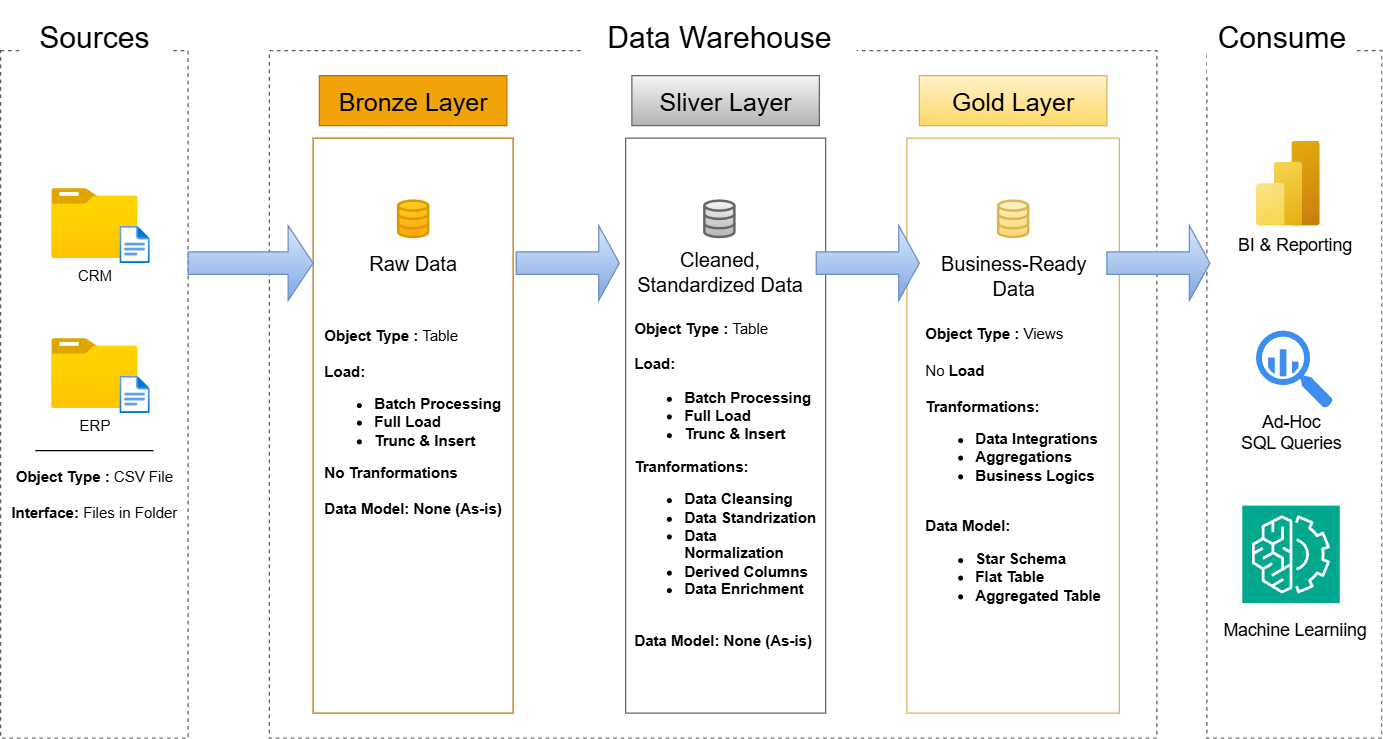 Sources
CRM
ERP
Object Type : CSV File
Interface: Files in Folder
Data Warehouse
Bronze Layer
Raw Data
Object Type : Table
Load:
Batch Processing
Full Load
Trunc & Insert
No Tranformations
Data Model: None (As-is)
Sliver Layer
Cleaned,
Standardized Data
Object Type : Table
Load:
Batch Processing
Full Load
Trunc & Insert
Tranformations:
Data Cleansing
Data Standrization
Data
Normalization
Derived Columns
Data Enrichment
Data Model: None (As-is)
Gold Layer
Business-Ready
Data
Object Type : Views
No Load
Tranformations:
Data Integrations
Aggregations
Business Logics
Data Model:
Star Schema
Flat Table
Aggregated Table
Consume
BI & Reporting
Ad-Hoc
SQL Queries
Machine Learniing